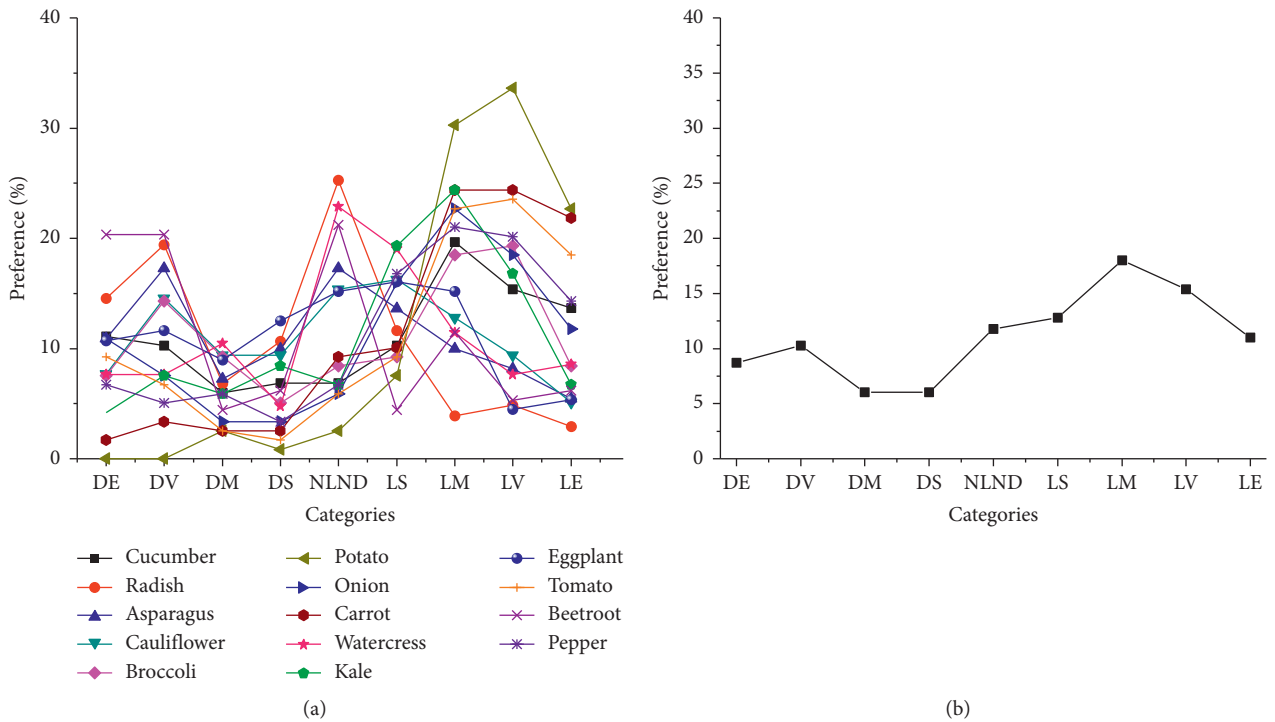 40
30
20
10
0
Preference (%)
DE DV DM DS NLND LS LM LV LE
Categories
Cucumber
Radish
Asparagus
Cauliflower
Broccoli
Potato
Onion
Carrot
Watercress
Kale
Eggplant
Tomato
Beetroot
Pepper
(a)
40
35
30
25
20
15
10
5
0
Preference (%)
DE DV DM DS NLND LS LM LV LE
Categories
(b)